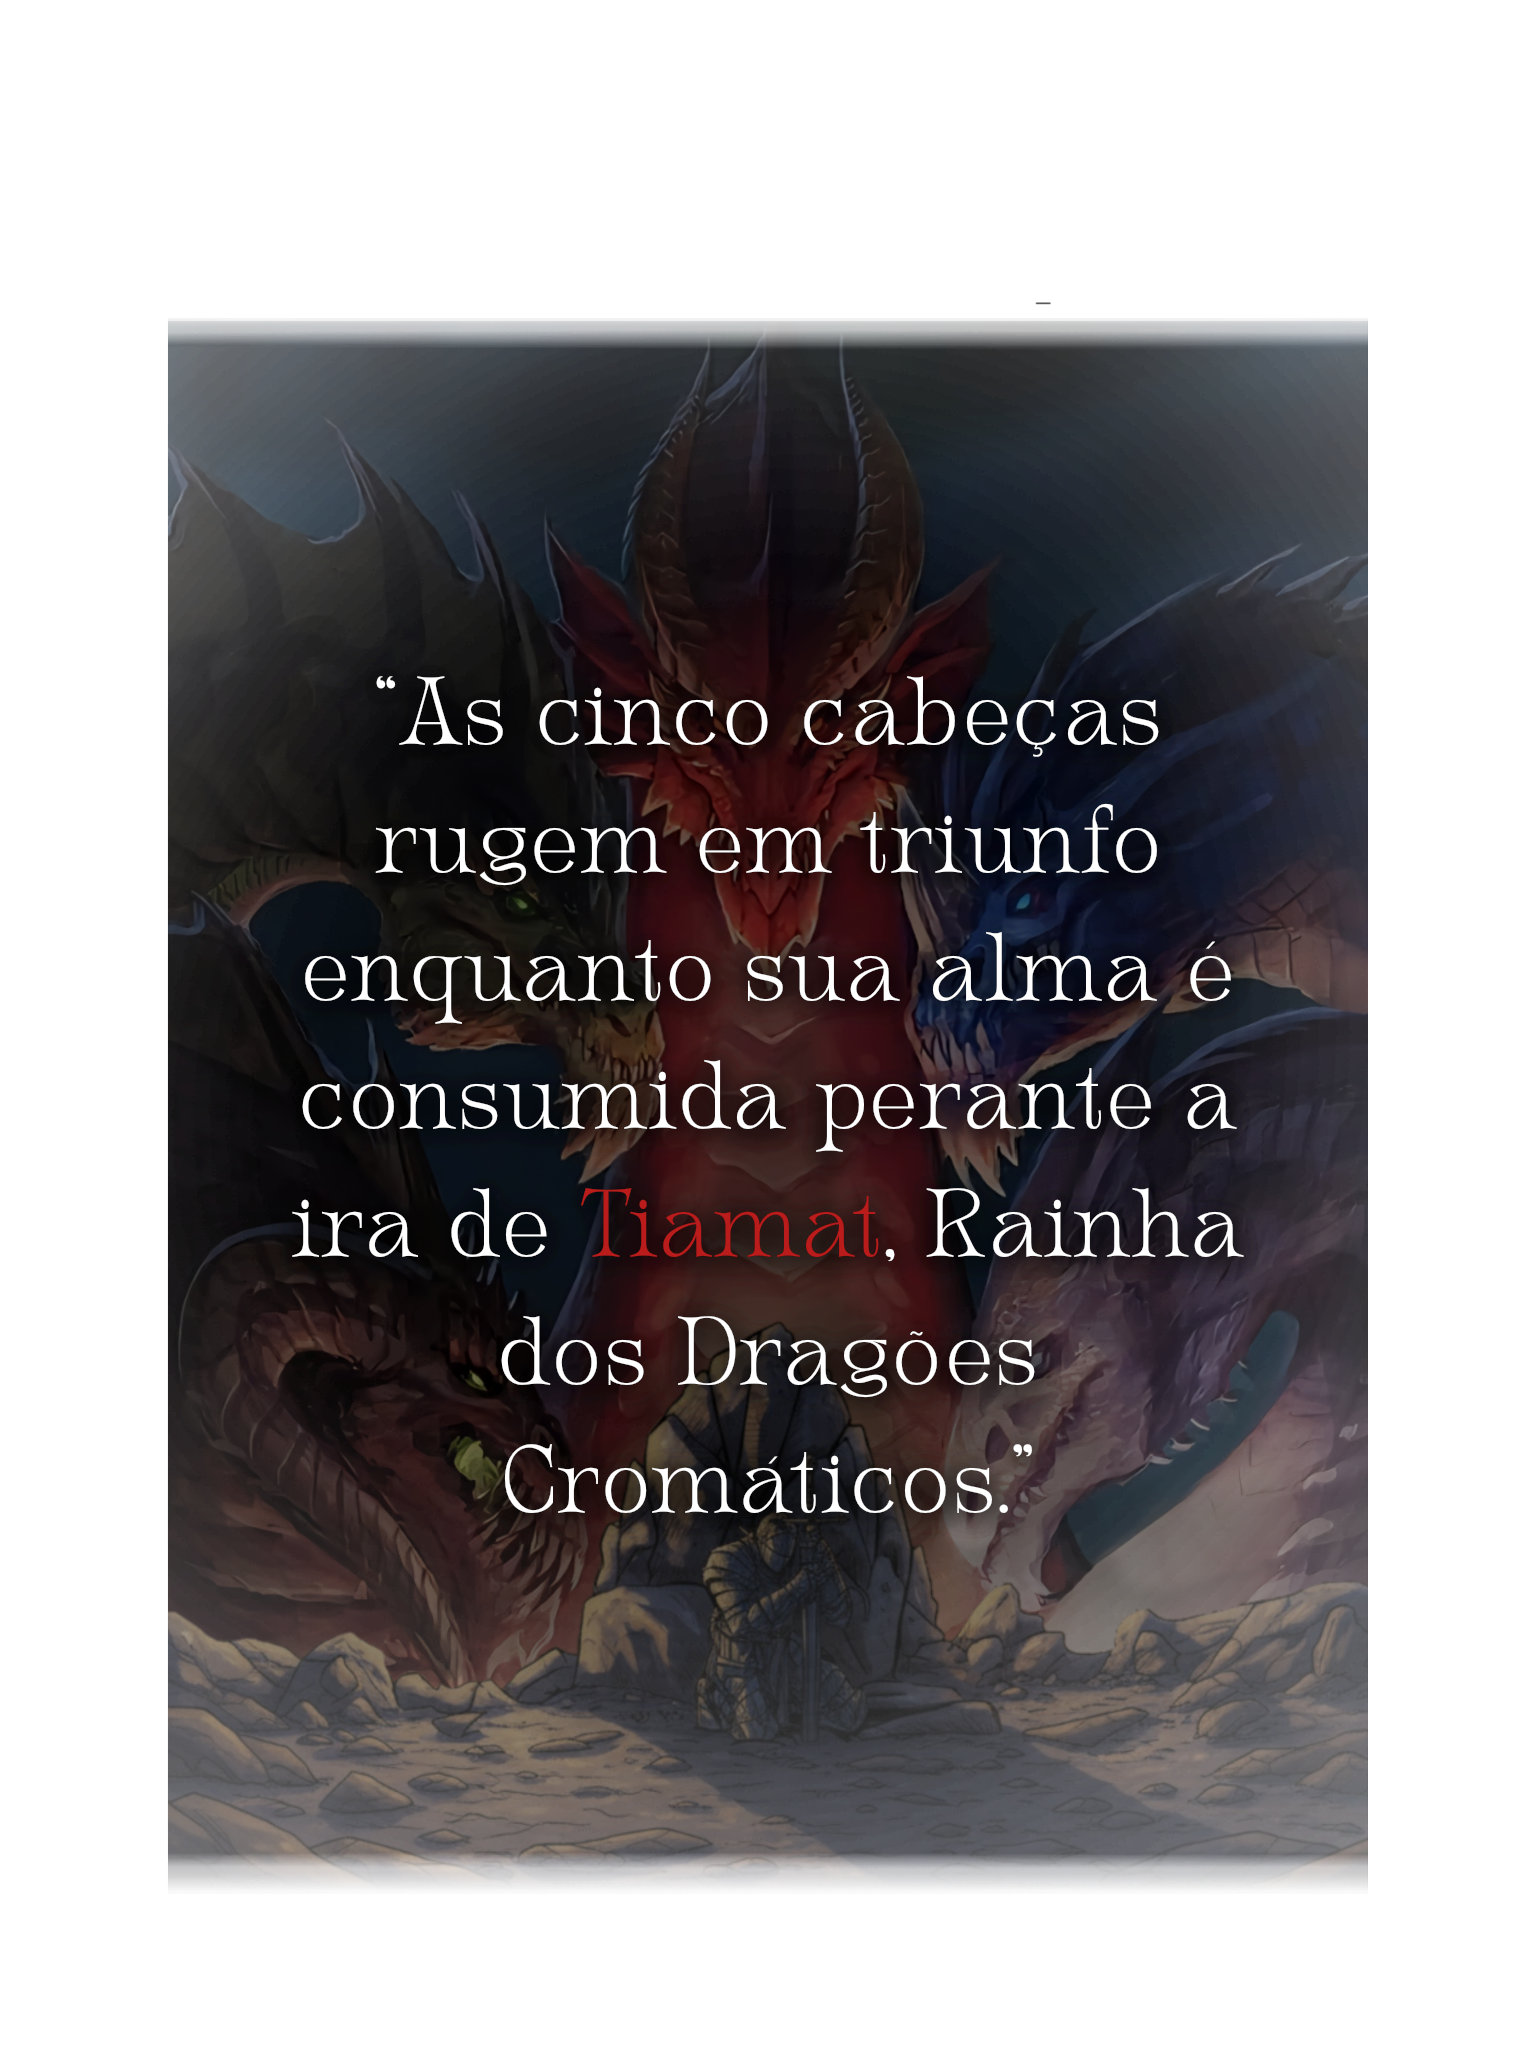 “As cinco cabeças
rugem em triunfo
enquanto sua alma é
consumida perante a
ira de Tiamat, Rainha
dos Dragões
Cromáticos.”